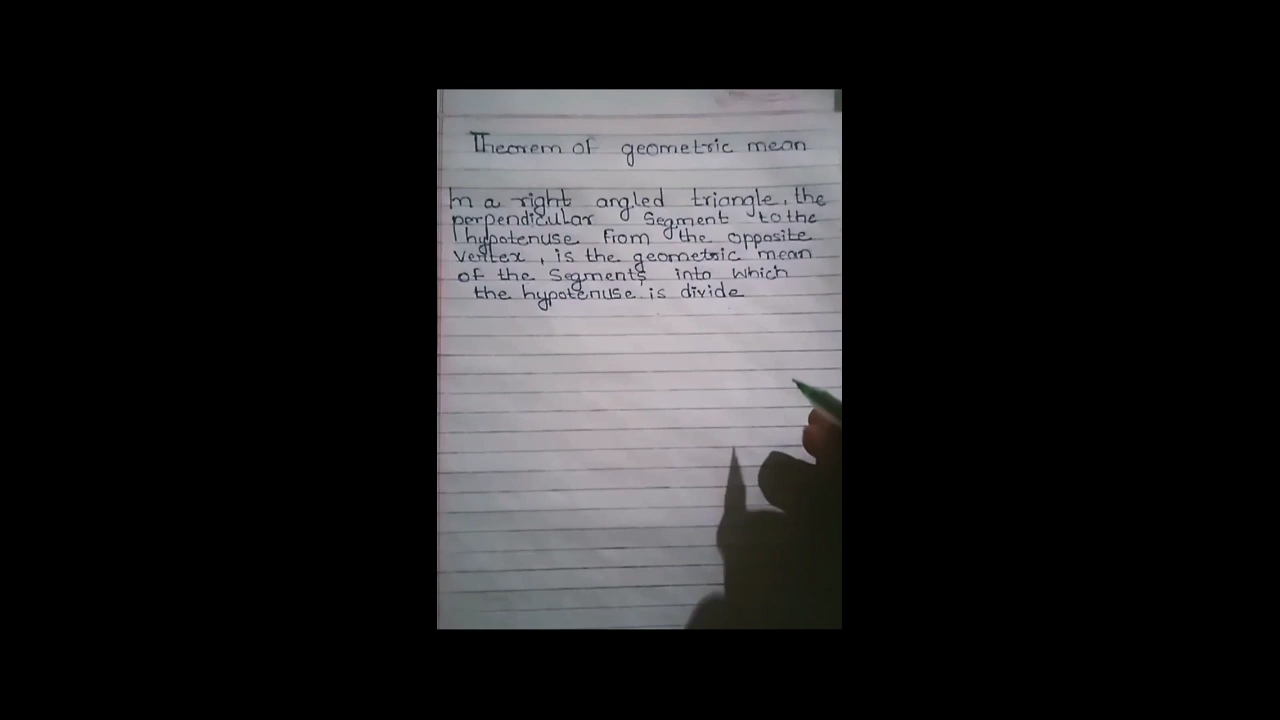 Theorem of geometric mean
In a right angled triangle, the
perpendicular Segment to the
hypotenuse From the opposite
Vertex, is the geometric mean
of the Segments into which
the hypotenuse is divide